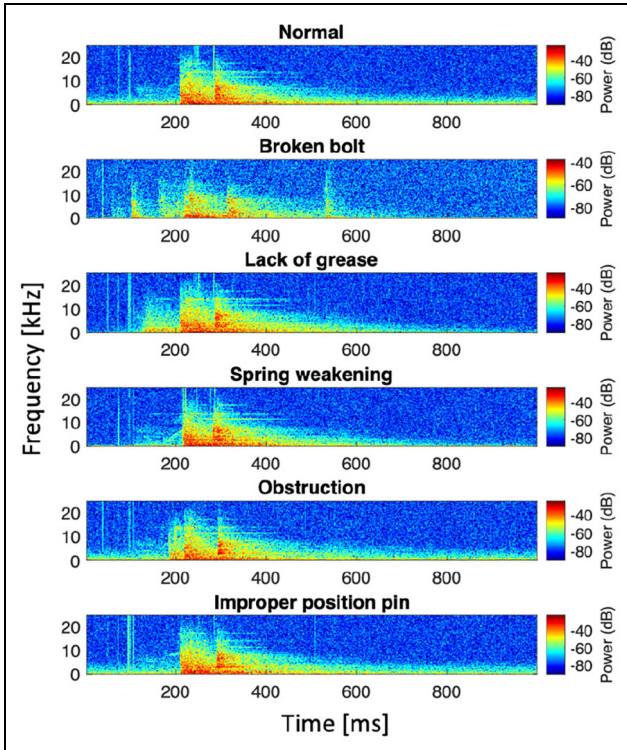 Normal
20
10
0
200 400 600 800
-40
-60
-80
Power (dB)
Broken bolt
20
10
0
200 400 600 800
-40
-60
-80
Power (dB)
Lack of grease
20
10
0
200 400 600 800
-40
-60
-80
Power (dB)
Spring weakening
20
10
0
200 400 600 800
-40
-60
-80
Power (dB)
Obstruction
20
10
0
200 400 600 800
-40
-60
-80
Power (dB)
Improper position pin
20
10
0
200 400 600 800
-40
-60
-80
Power (dB)
Frequency [kHz]
Time [ms]